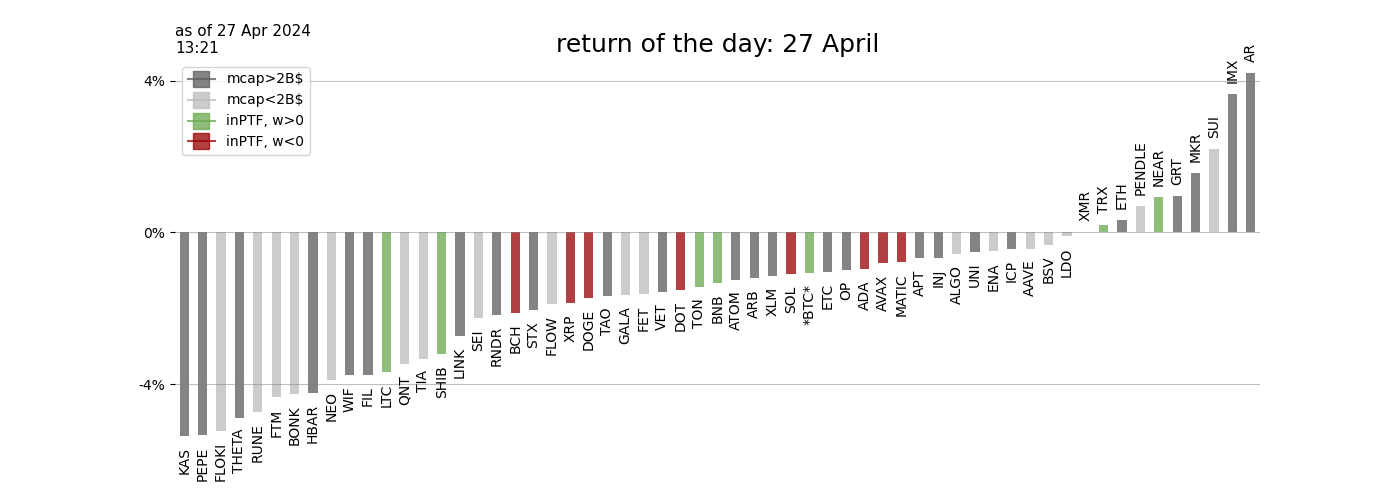 as of 27 Apr 2024
13:21
return of the day: 27 April
mcap>2B$
mcap<2B$
inPTF, w>0
inPTF, w<0
4%
0%
-4%
KAS
PEPE
FLOKI
THETA
RUNE
FTM
BONK
HBAR
NEO
WIF
FIL
LTC
QNT
TIA
SHIB
LINK
SEI
RNDR
BCH
STX
FLOW
XRP
DOGE
TAO
GALA
FET
VET
DOT
TON
BNB
ATOM
ARB
XLM
SOL
*BTC*
ETC
OP
ADA
AVAX
MATIC
APT
INJ
ALGO
UNI
ENA
ICP
AAVE
BSV
LDO
XMR
TRX
ETH
PENDLE
NEAR
GRT
MKR
SUI
IMX
AR